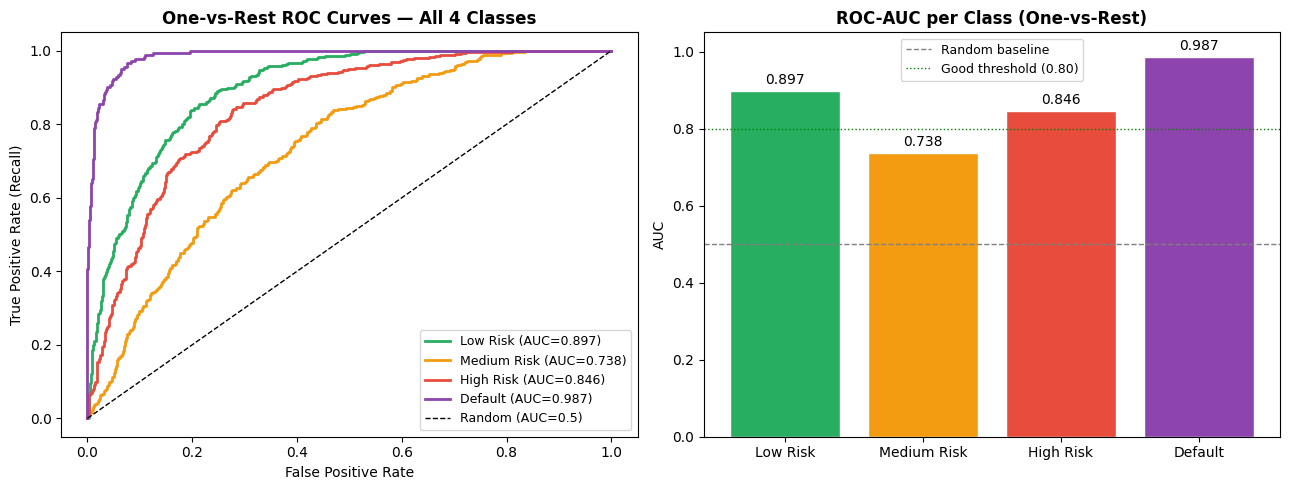 One-vs-Rest ROC Curves — All 4 Classes
True Positive Rate (Recall)
1.0
0.8
0.6
0.4
0.2
0.0
0.0 0.2 0.4 0.6 0.8 1.0
False Positive Rate
Low Risk (AUC=0.897)
Medium Risk (AUC=0.738)
High Risk (AUC=0.846)
Default (AUC=0.987)
Random (AUC=0.5)
ROC-AUC per Class (One-vs-Rest)
AUC
1.0
0.8
0.6
0.4
0.2
0.0
Random baseline
Good threshold (0.80)
0.897
0.738
0.846
0.987
Low Risk Medium Risk High Risk Default